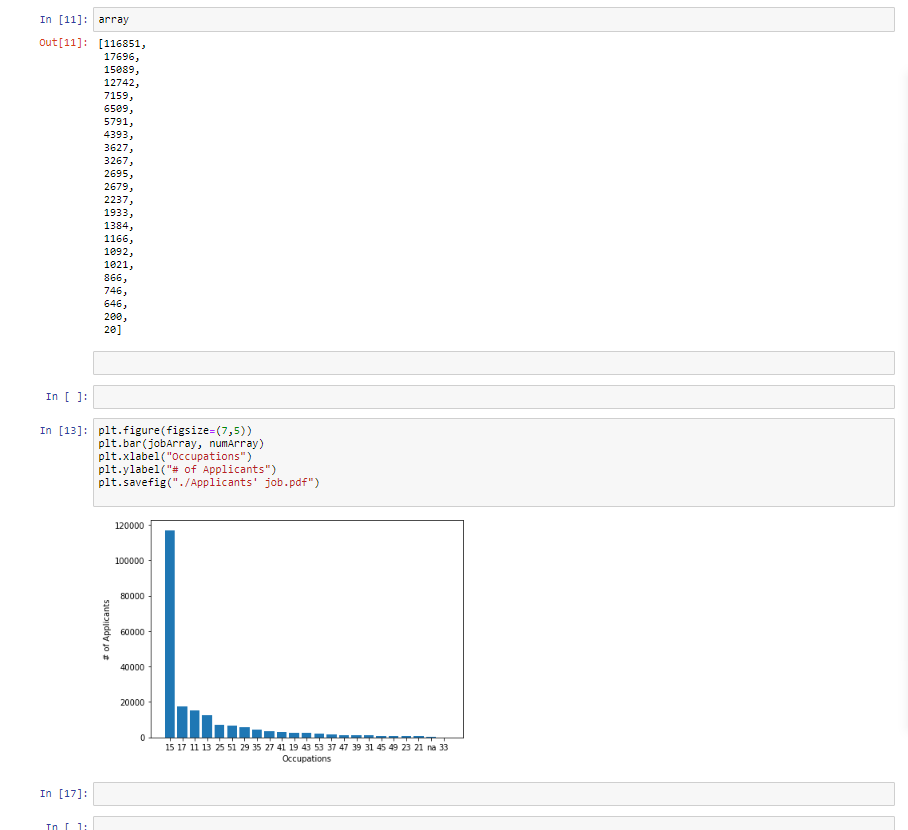 In [11]: array
Out[11]: [116851,
17696,
15089,
12742,
7159,
6509,
5791,
4393,
3627,
3267,
2695,
2679,
2237,
1933,
1384,
1166,
1092,
1021,
866,
746,
646,
200,
20]
In [ ]:
In [13]: plt.figure(figsize=(7,5))
plt.bar(jobArray, numArray)
plt.xlabel("Occupations")
plt.ylabel("# of Applicants")
plt.savefig("./Applicants' job.pdf")
120000
100000
80000
60000
40000
20000
0
# of Applicants
15 17 11 13 25 51 29 35 27 41 19 43 53 37 47 39 31 45 49 23 21 na 33
Occupations
In [17]:
In [ ]: